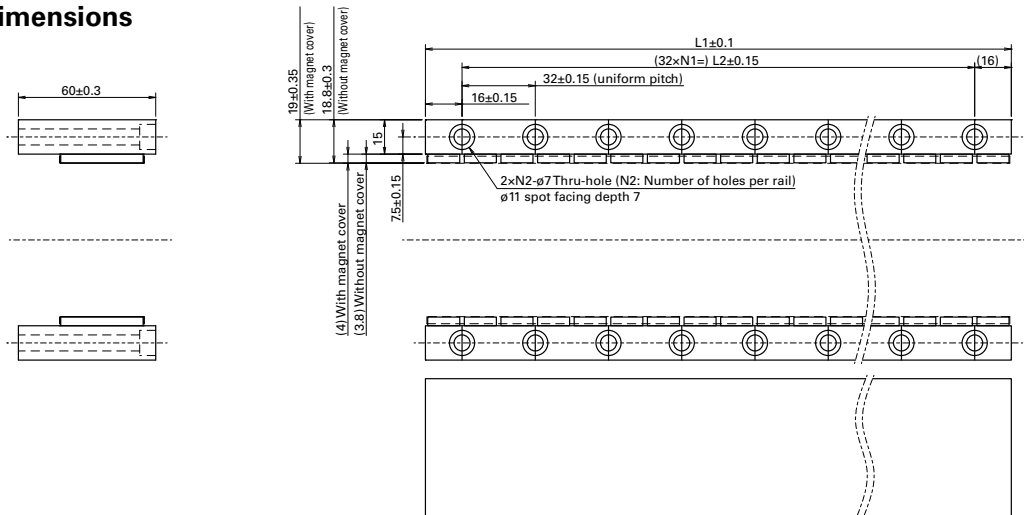 imensions
L1±0.1
(32×N1=) L2±0.15
(16)
32±0.15 (uniform pitch)
16±0.15
60±0.3
19±0.35
(With magnet cover)
18.8±0.3
(Without magnet cover)
15
7.5±0.15
(4) With magnet cover
(3.8) Without magnet cover
2×N2-ø7 Thru-hole (N2: Number of holes per rail)
ø11 spot facing depth 7